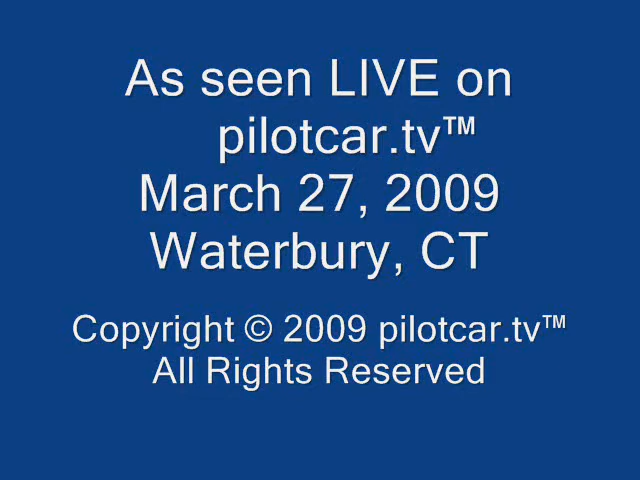 As seen LIVE on
pilotcar.tv™
March 27, 2009
Waterbury, CT
Copyright © 2009 pilotcar.tv™
All Rights Reserved